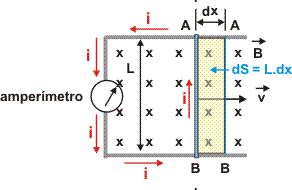 dx
i
A A
B
i
x x x x x
L
dS = L.dx
amperímetro
i
v
i
B B
i